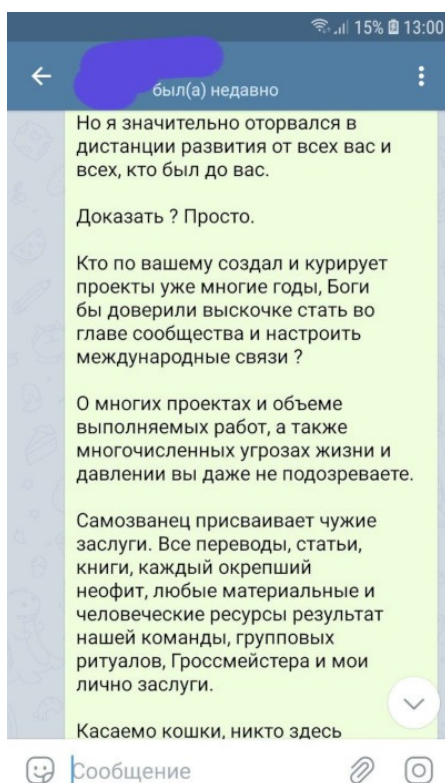 15% 13:00
был(а) недавно
Но я значительно оторвался в
дистанции развития от всех вас и
всех, кто был до вас.
Доказать ? Просто.
Кто по вашему создал и курирует
проекты уже многие годы, Боги
бы доверили выскочке стать во
главе сообщества и настроить
международные связи ?
О многих проектах и объеме
выполняемых работ, а также
многочисленных угрозах жизни и
давлении вы даже не подозреваете.
Самозванец присваивает чужие
заслуги. Все переводы, статьи,
книги, каждый окрепший
неофит, любые материальные и
человеческие ресурсы результат
нашей команды, групповых
ритуалов, Гроссмейстера и мои
лично заслуги.
Касаемо кошки, никто здесь
Сообщение